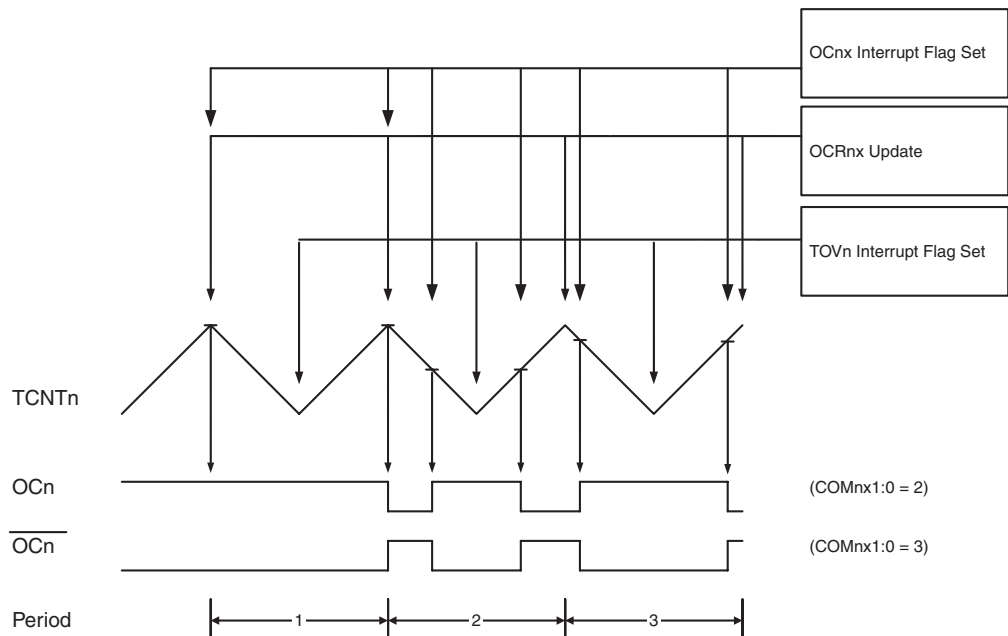 OCnx Interrupt Flag Set
OCRnx Update
TOVn Interrupt Flag Set
TCNTn
OCn
(COMnx1:0 = 2)
OCn
(COMnx1:0 = 3)
Period
1
2
3